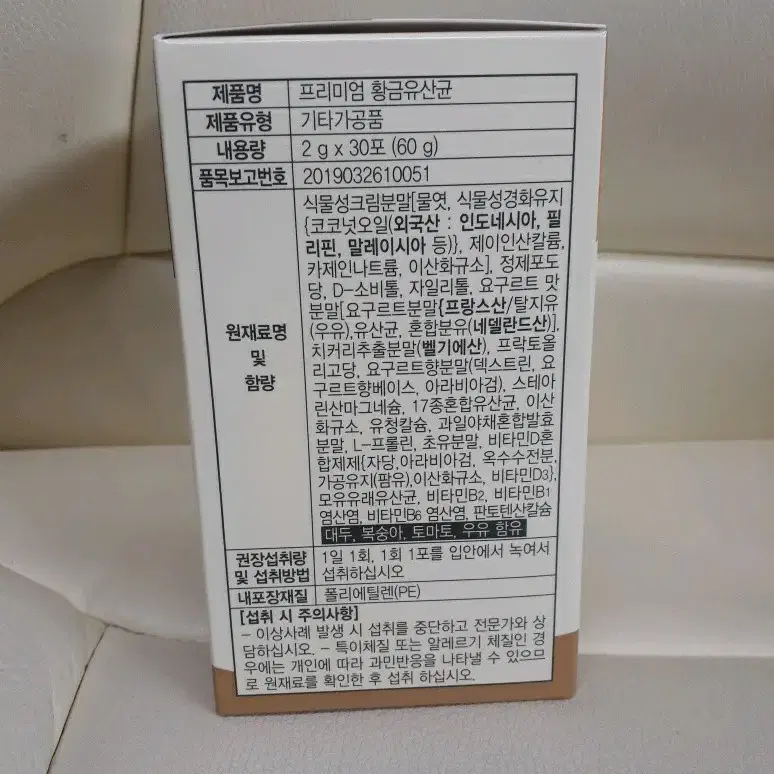 제품명 프리미엄 황금유산균
제품유형 기타가공품
내용량 2 g x 30포 (60 g)
품목보고번호 2019032610051
원재료명
및
함량
식물성크림분말[물엿, 식물성경화유지
{코코넛오일(외국산 : 인도네시아, 필
리핀, 말레이시아 등)}, 제이인산칼륨,
카제인나트륨, 이산화규소], 정제포도
당, D-소비톨, 자일리톨, 요구르트 맛
분말[요구르트분말{프랑스산/탈지유
(우유),유산균, 혼합분유(네델란드산)],
치커리추출분말(벨기에산), 프락토올
리고당, 요구르트향분말(덱스트린, 요
구르트향베이스, 아라비아검), 스테아
린산마그네슘, 17종혼합유산균, 이산
화규소, 유청칼슘, 과일야채혼합발효
분말, L-프롤린, 초유분말, 비타민D혼
합제제{자당,아라비아검, 옥수수전분,
가공유지(팜유),이산화규소, 비타민D3},
모유유래유산균, 비타민B2, 비타민B1
염산염, 비타민B6 염산염, 판토텐산칼슘
대두, 복숭아, 토마토, 우유 함유
권장섭취량
및 섭취방법
1일 1회, 1회 1포를 입안에서 녹여서
섭취하십시오
내포장재질 폴리에틸렌(PE)
[섭취 시 주의사항]
- 이상사례 발생 시 섭취를 중단하고 전문가와 상
담하십시오. - 특이체질 또는 알레르기 체질인 경
우에는 개인에 따라 과민반응을 나타낼 수 있으므
로 원재료를 확인한 후 섭취 하십시오.